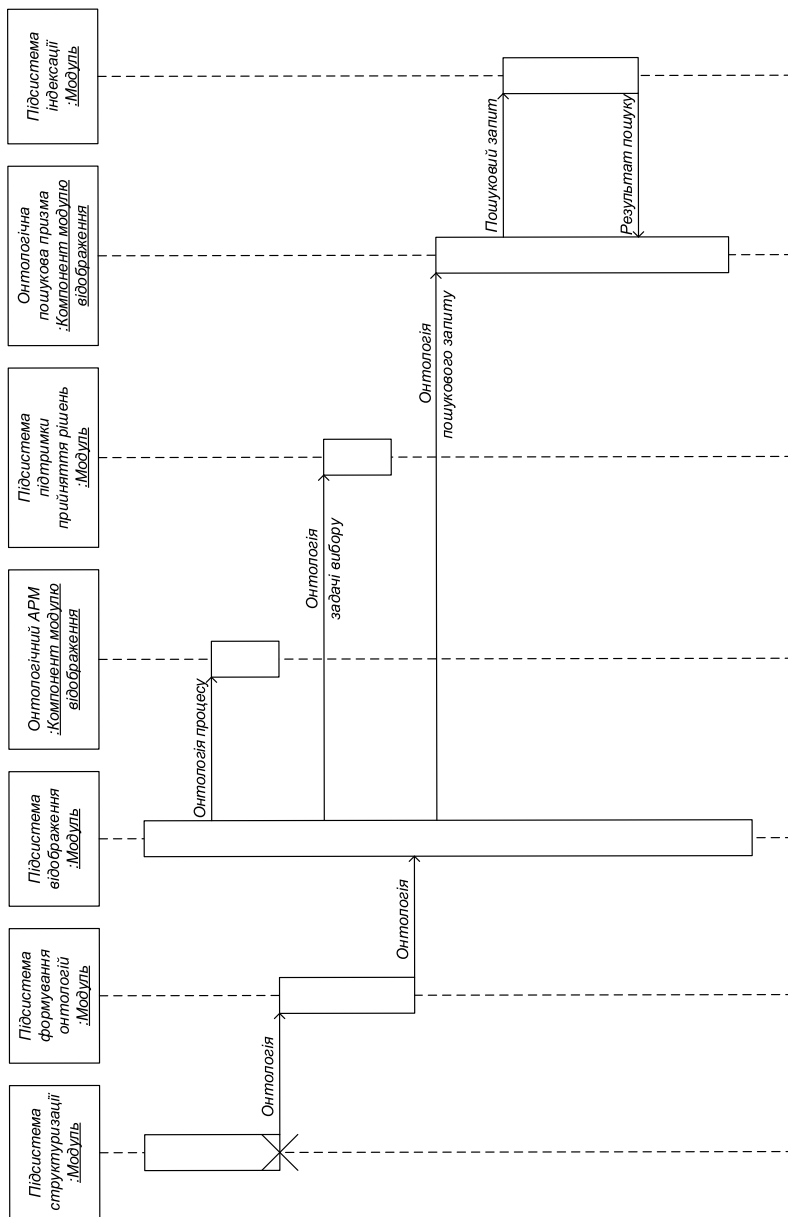 Підсистема
структуризації
:Модуль
Підсистема
формування
онтологій
:Модуль
Підсистема
відображення
:Модуль
Онтологічний АРМ
:Компонент модулю
відображення
Підсистема
підтримки
прийняття рішень
:Модуль
Онтологічна
пошукова призма
:Компонент модулю
відображення
Підсистема
індексації
:Модуль
Онтологія
Онтологія
Онтологія процесу
Онтологія
задачі вибору
Онтологія
пошукового запиту
Пошуковий запит
Результат пошуку